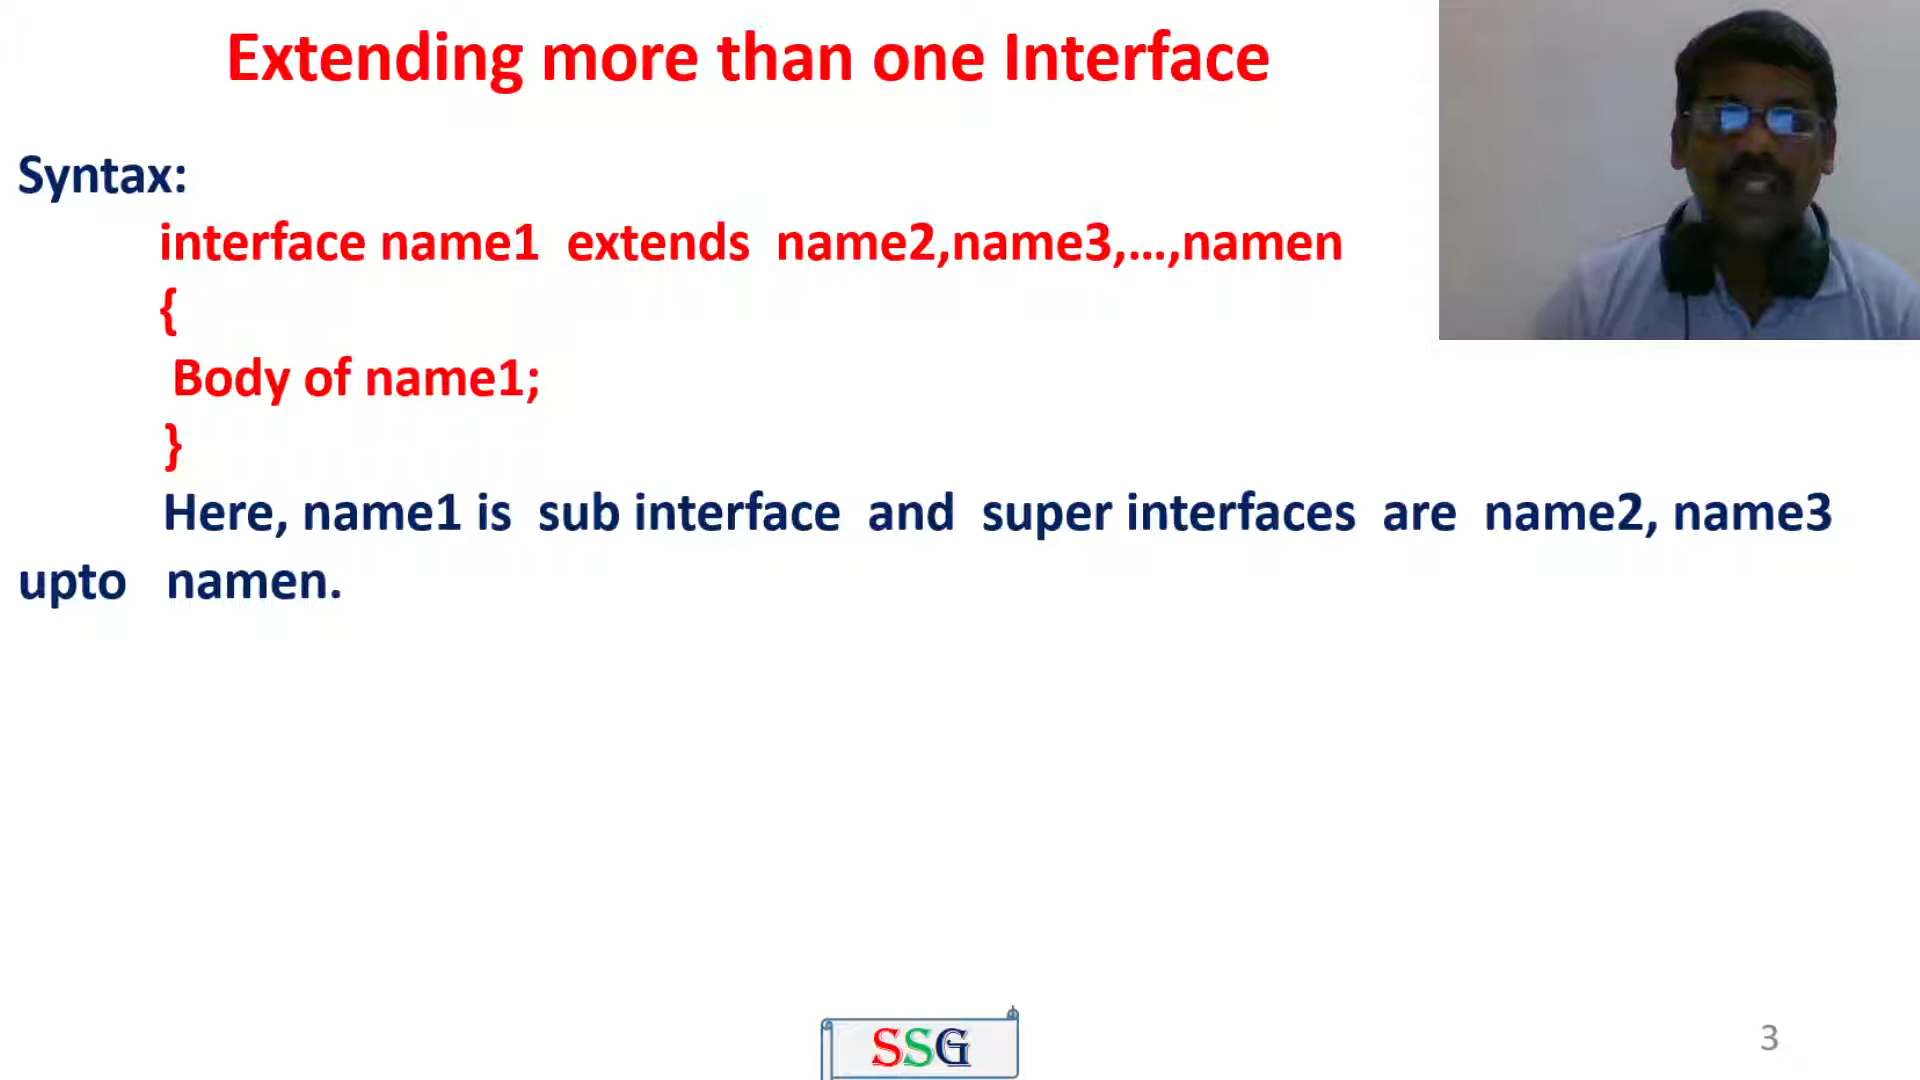 Extending more than one Interface
Syntax:
interface name1 extends name2,name3,...,namen
{
Body of name1;
}
Here, name1 is sub interface and super interfaces are name2, name3
upto namen.
SSG
3